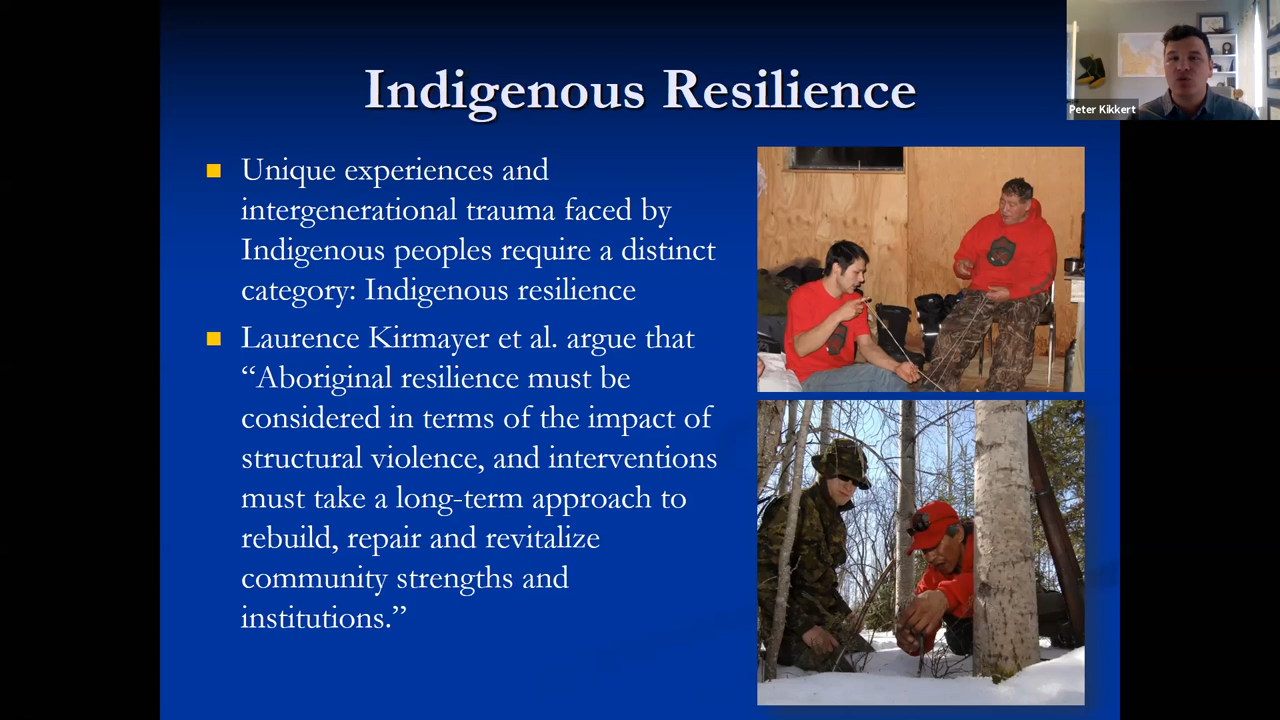 Indigenous Resilience
Peter Kikkert
Unique experiences and
intergenerational trauma faced by
Indigenous peoples require a distinct
category: Indigenous resilience
Laurence Kirmayer et al. argue that
“Aboriginal resilience must be
considered in terms of the impact of
structural violence, and interventions
must take a long-term approach to
rebuild, repair and revitalize
community strengths and
institutions.”